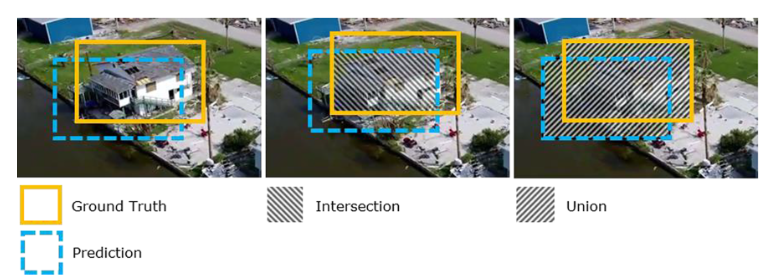 Ground Truth
Intersection
Union
Prediction